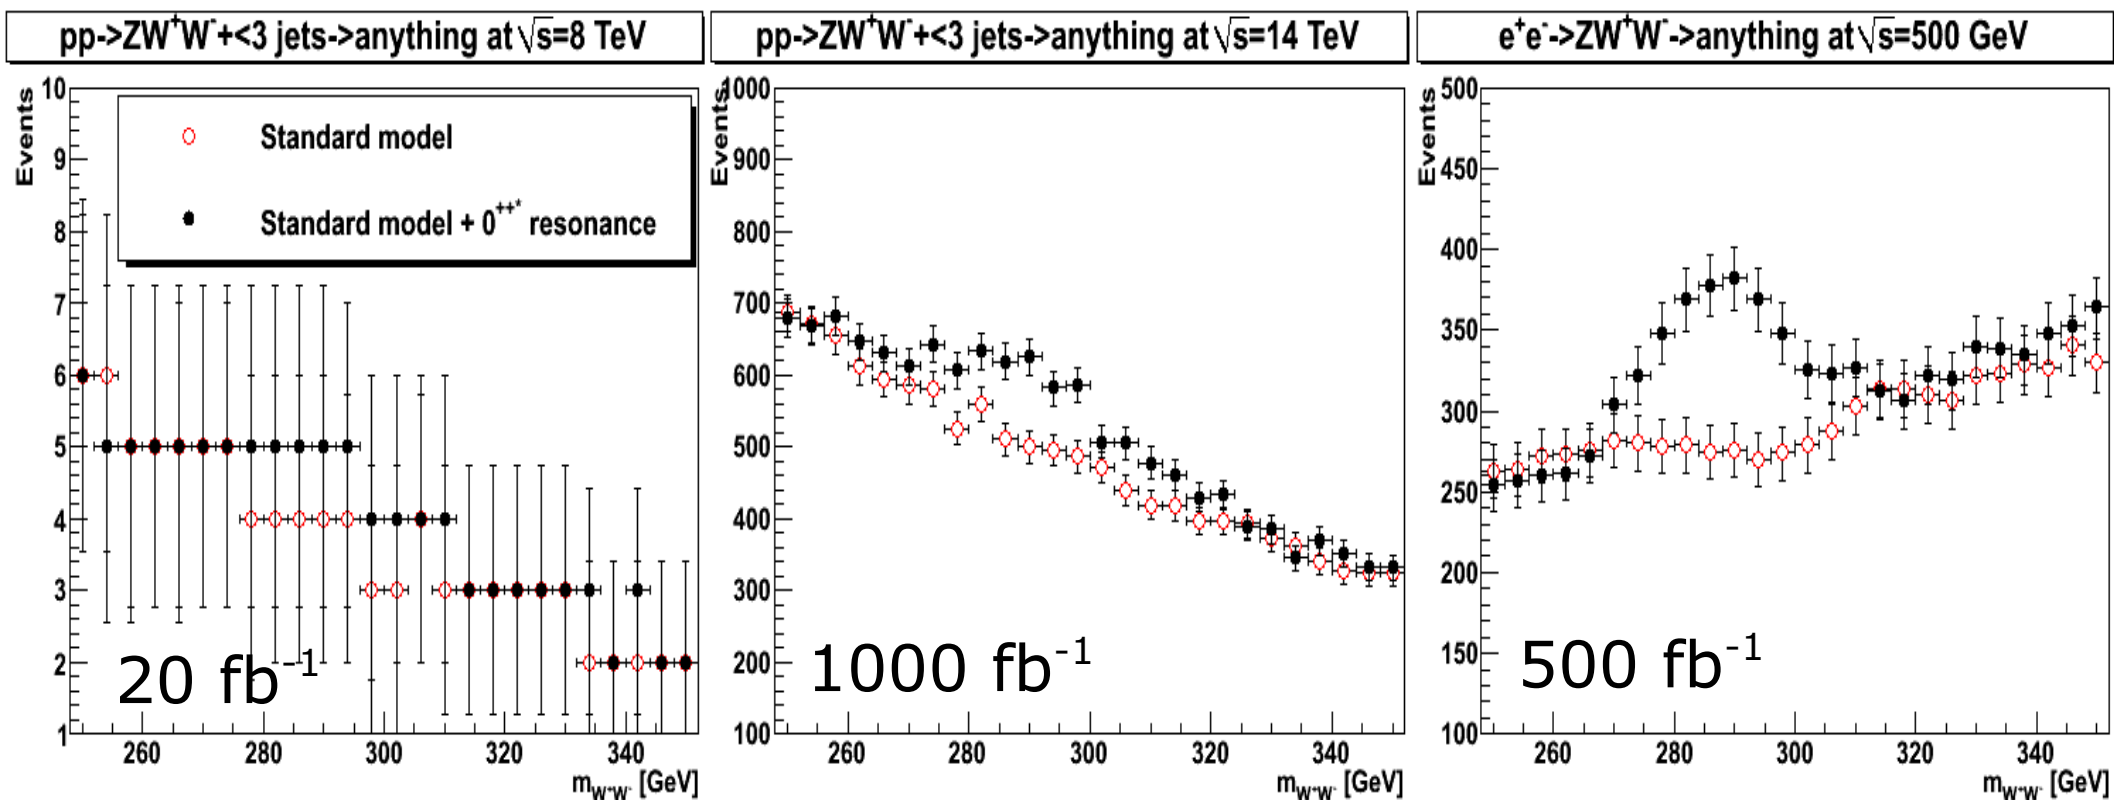 pp->ZW⁺W⁻+<3 jets->anything at √s=8 TeV
Events
10
9
8
7
6
5
4
3
2
1
Standard model
Standard model + 0⁺⁺* resonance
20 fb⁻¹
260 280 300 320 340
m_W⁺W⁻ [GeV]
pp->ZW⁺W⁻+<3 jets->anything at √s=14 TeV
Events
1000
900
800
700
600
500
400
300
200
100
1000 fb⁻¹
260 280 300 320 340
m_W⁺W⁻ [GeV]
e⁺e⁻->ZW⁺W⁻->anything at √s=500 GeV
Events
500
450
400
350
300
250
200
150
100
500 fb⁻¹
260 280 300 320 340
m_W⁺W⁻ [GeV]